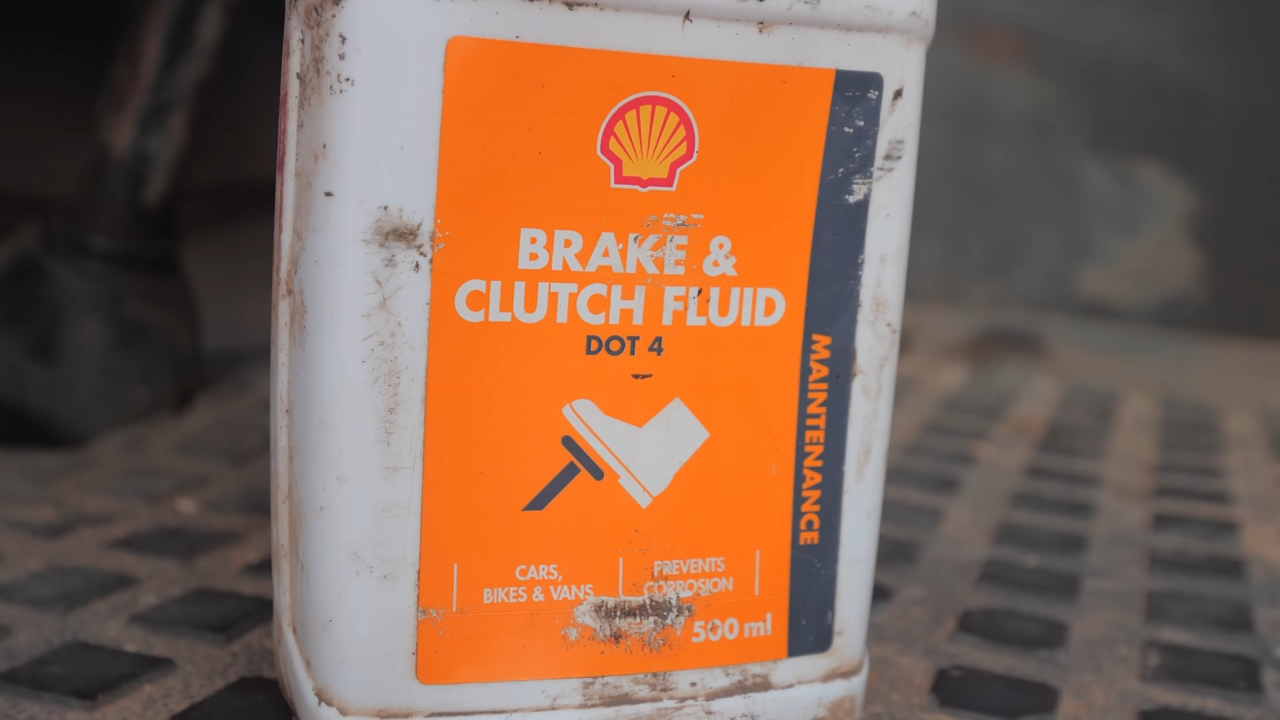 BRAKE &
CLUTCH FLUID
DOT 4
MAINTENANCE
CARS,
BIKES & VANS
PREVENTS
CORROSION
500 ml